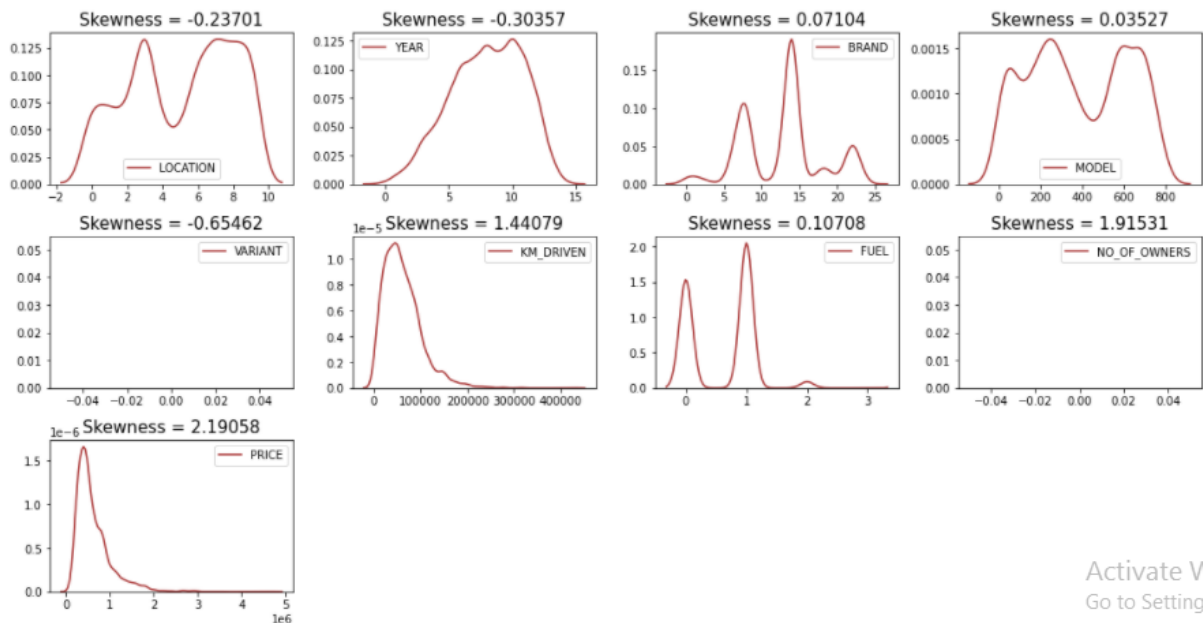 Skewness = -0.23701
Skewness = -0.30357
Skewness = 0.07104
Skewness = 0.03527
0.125
0.100
0.075
0.050
0.025
0.000
LOCATION
−2 0 2 4 6 8 10
0.125
0.100
0.075
0.050
0.025
0.000
YEAR
0 5 10 15
0.15
0.10
0.05
0.00
BRAND
0 5 10 15 20 25
0.0015
0.0010
0.0005
0.0000
MODEL
0 200 400 600 800
Skewness = -0.65462
Skewness = 1.44079
Skewness = 0.10708
Skewness = 1.91531
0.05
0.04
0.03
0.02
0.01
0.00
VARIANT
−0.04 −0.02 0.00 0.02 0.04
1e−5
1.0
0.8
0.6
0.4
0.2
0.0
KM_DRIVEN
0 100000 200000 300000 400000
2.0
1.5
1.0
0.5
0.0
FUEL
0 1 2 3
0.05
0.04
0.03
0.02
0.01
0.00
NO_OF_OWNERS
−0.04 −0.02 0.00 0.02 0.04
Skewness = 2.19058
1e−6
1.5
1.0
0.5
0.0
PRICE
0 1 2 3 4 5
1e6
Activate W
Go to Setting